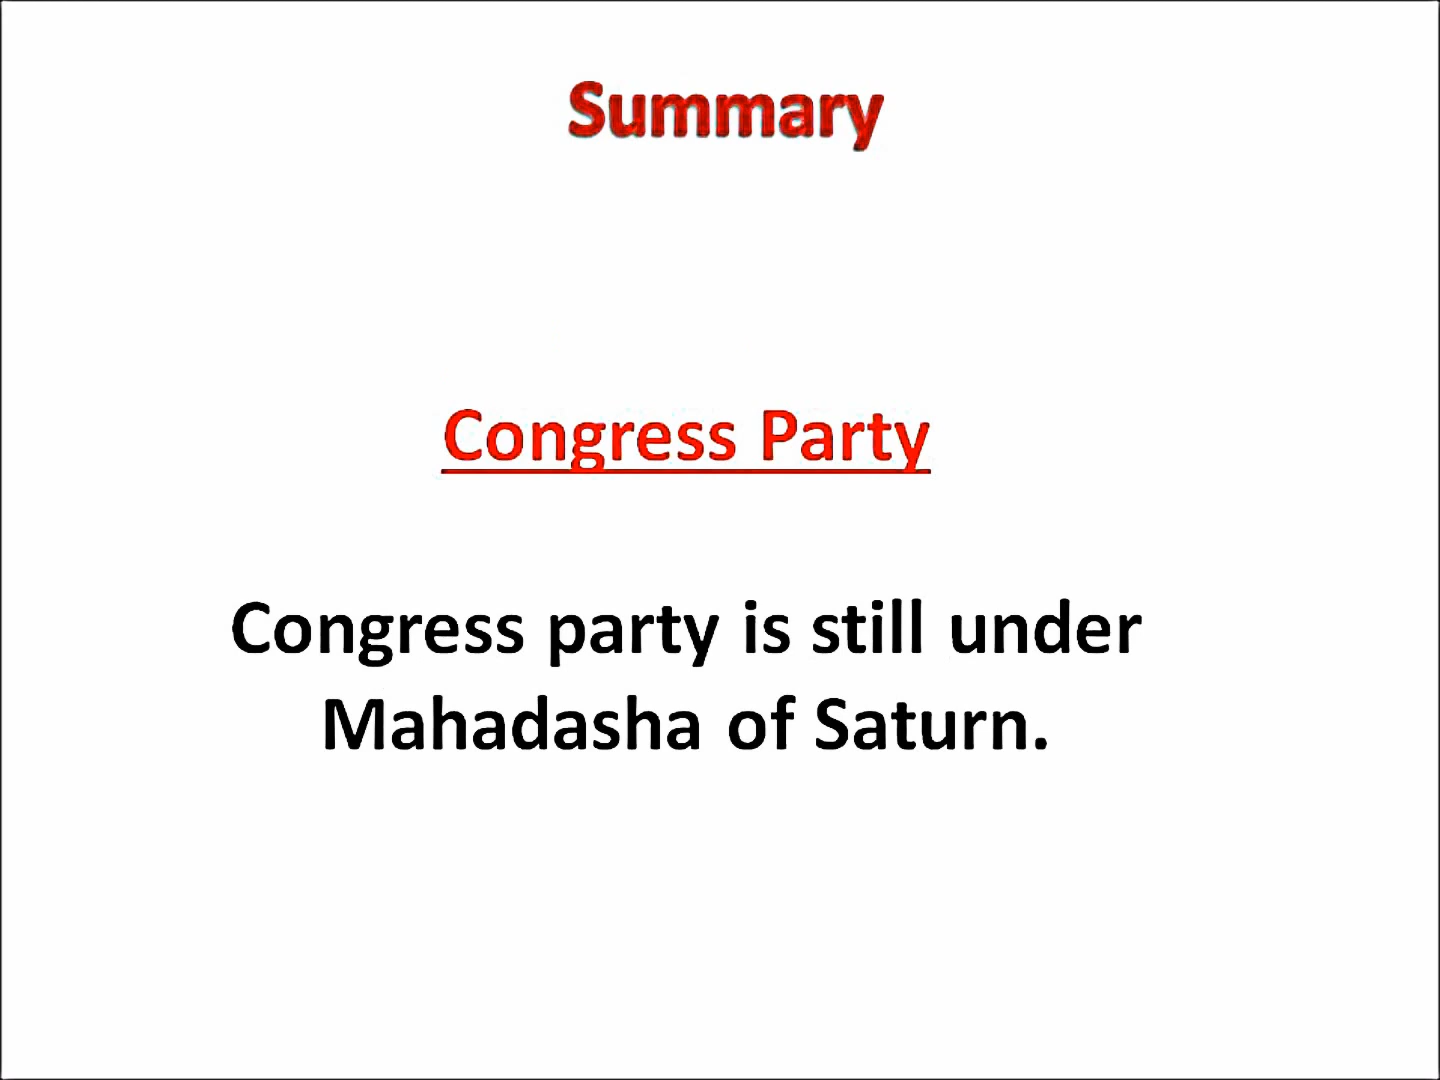 Summary
Congress Party
Congress party is still under
Mahadasha of Saturn.